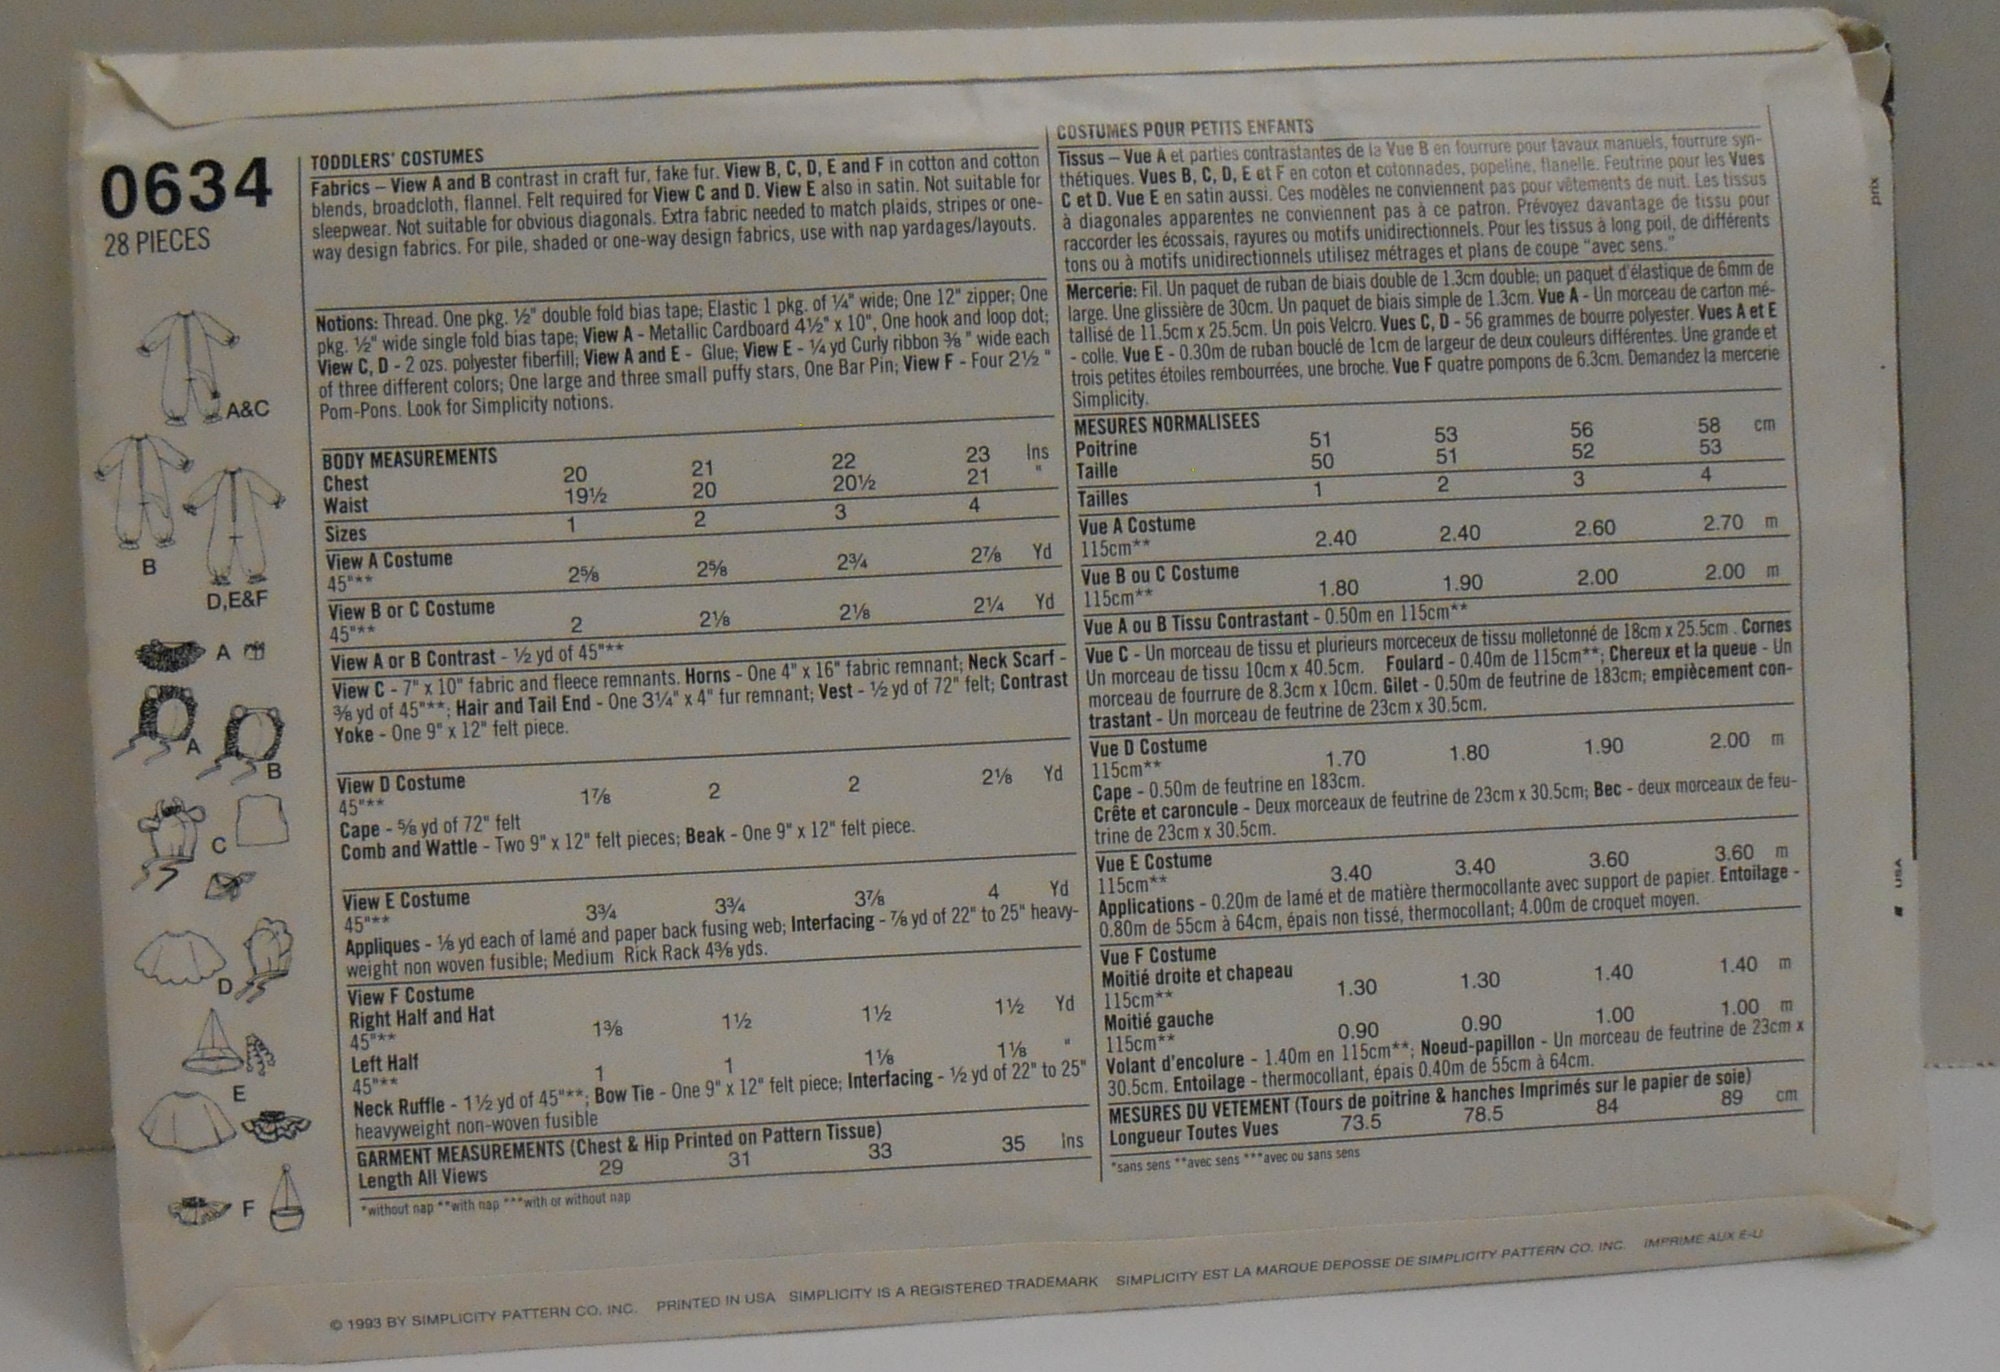 0634
28 PIECES
A&C
B
D,E&F
A
A
B
C
D
E
F
TODDLERS' COSTUMES
Fabrics – View A and B contrast in craft fur, fake fur. View B, C, D, E and F in cotton and cotton
blends, broadcloth, flannel. Felt required for View C and D. View E also in satin. Not suitable for
sleepwear. Not suitable for obvious diagonals. Extra fabric needed to match plaids, stripes or one-
way design fabrics. For pile, shaded or one-way design fabrics, use with nap yardages/layouts.
Notions: Thread. One pkg. ½" double fold bias tape; Elastic 1 pkg. of ¼" wide; One 12" zipper; One
pkg. ½" wide single fold bias tape; View A - Metallic Cardboard 4½" x 10", One hook and loop dot;
View C, D - 2 ozs. polyester fiberfill; View A and E - Glue; View E - ¼ yd Curly ribbon ⅜ " wide each
of three different colors; One large and three small puffy stars, One Bar Pin; View F - Four 2½ "
Pom-Pons. Look for Simplicity notions.
BODY MEASUREMENTS
Chest 20 21 22 23 Ins
Waist 19½ 20 20½ 21 "
Sizes 1 2 3 4
View A Costume
45"** 2⅝ 2⅝ 2¾ 2⅞ Yd
View B or C Costume
45"** 2 2⅛ 2⅛ 2¼ Yd
View A or B Contrast - ½ yd of 45"**
View C - 7" x 10" fabric and fleece remnants. Horns - One 4" x 16" fabric remnant; Neck Scarf -
⅜ yd of 45"**; Hair and Tail End - One 3¼" x 4" fur remnant; Vest - ½ yd of 72" felt; Contrast
Yoke - One 9" x 12" felt piece.
View D Costume
45"** 1⅞ 2 2 2⅛ Yd
Cape - ⅝ yd of 72" felt
Comb and Wattle - Two 9" x 12" felt pieces; Beak - One 9" x 12" felt piece.
View E Costume
45"** 3¾ 3¾ 3⅞ 4 Yd
Appliques - ⅛ yd each of lamé and paper back fusing web; Interfacing - ⅞ yd of 22" to 25" heavy-
weight non woven fusible; Medium Rick Rack 4⅜ yds.
View F Costume
Right Half and Hat
45"** 1⅜ 1½ 1½ 1½ Yd
Left Half
45"** 1 1 1⅛ 1⅛ "
Neck Ruffle - 1½ yd of 45"**; Bow Tie - One 9" x 12" felt piece; Interfacing - ½ yd of 22" to 25"
heavyweight non-woven fusible
GARMENT MEASUREMENTS (Chest & Hip Printed on Pattern Tissue)
Length All Views 29 31 33 35 Ins
*without nap **with nap ***with or without nap
COSTUMES POUR PETITS ENFANTS
Tissus – Vue A et parties contrastantes de la Vue B en fourrure pour tavaux manuels, fourrure syn-
thétiques. Vues B, C, D, E et F en coton et cotonnades, popeline, flanelle. Feutrine pour les Vues
C et D. Vue E en satin aussi. Ces modèles ne conviennent pas pour vêtements de nuit. Les tissus
à diagonales apparentes ne conviennent pas à ce patron. Prévoyez davantage de tissu pour
raccorder les écossais, rayures ou motifs unidirectionnels. Pour les tissus à long poil, de différents
tons ou à motifs unidirectionnels utilisez métrages et plans de coupe "avec sens."
Mercerie: Fil. Un paquet de ruban de biais double de 1.3cm double; un paquet d'élastique de 6mm de
large. Une glissière de 30cm. Un paquet de biais simple de 1.3cm. Vue A - Un morceau de carton mé-
tallisé de 11.5cm x 25.5cm. Un pois Velcro. Vues C, D - 56 grammes de bourre polyester. Vues A et E
- colle. Vue E - 0.30m de ruban bouclé de 1cm de largeur de deux couleurs différentes. Une grande et
trois petites étoiles rembourrées, une broche. Vue F quatre pompons de 6.3cm. Demandez la mercerie
Simplicity.
MESURES NORMALISEES
Poitrine 51 53 56 58 cm
Taille 50 51 52 53
Tailles 1 2 3 4
Vue A Costume
115cm** 2.40 2.40 2.60 2.70 m
Vue B ou C Costume
115cm** 1.80 1.90 2.00 2.00 m
Vue A ou B Tissu Contrastant - 0.50m en 115cm**
Vue C - Un morceau de tissu et plurieurs morceceux de tissu molletonné de 18cm x 25.5cm . Cornes
Un morceau de tissu 10cm x 40.5cm. Foulard - 0.40m de 115cm**; Chereux et la queue - Un
morceau de fourrure de 8.3cm x 10cm. Gilet - 0.50m de feutrine de 183cm; empiècement con-
trastant - Un morceau de feutrine de 23cm x 30.5cm.
Vue D Costume
115cm** 1.70 1.80 1.90 2.00 m
Cape - 0.50m de feutrine en 183cm.
Crête et caroncule - Deux morceaux de feutrine de 23cm x 30.5cm; Bec - deux morceaux de feu-
trine de 23cm x 30.5cm.
Vue E Costume
115cm** 3.40 3.40 3.60 3.60 m
Applications - 0.20m de lamé et de matière thermocollante avec support de papier. Entoilage -
0.80m de 55cm à 64cm, épais non tissé, thermocollant; 4.00m de croquet moyen.
Vue F Costume
Moitié droite et chapeau
115cm** 1.30 1.30 1.40 1.40 m
Moitié gauche
115cm** 0.90 0.90 1.00 1.00 m
Volant d'encolure - 1.40m en 115cm**; Noeud-papillon - Un morceau de feutrine de 23cm x
30.5cm. Entoilage - thermocollant, épais 0.40m de 55cm à 64cm.
MESURES DU VETEMENT (Tours de poitrine & hanches Imprimés sur le papier de soie)
Longueur Toutes Vues 73.5 78.5 84 89 cm
*sans sens **avec sens ***avec ou sans sens
prix
USA
© 1993 BY SIMPLICITY PATTERN CO. INC. PRINTED IN USA SIMPLICITY IS A REGISTERED TRADEMARK SIMPLICITY EST LA MARQUE DEPOSSE DE SIMPLICITY PATTERN CO. INC. IMPRIME AUX E-U